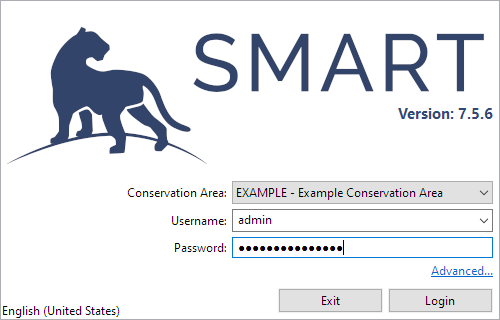 SMART
Version: 7.5.6
Conservation Area: EXAMPLE - Example Conservation Area
Username: admin
Password: ●●●●●●●●●●●●●●●
Advanced...
Exit Login
English (United States)